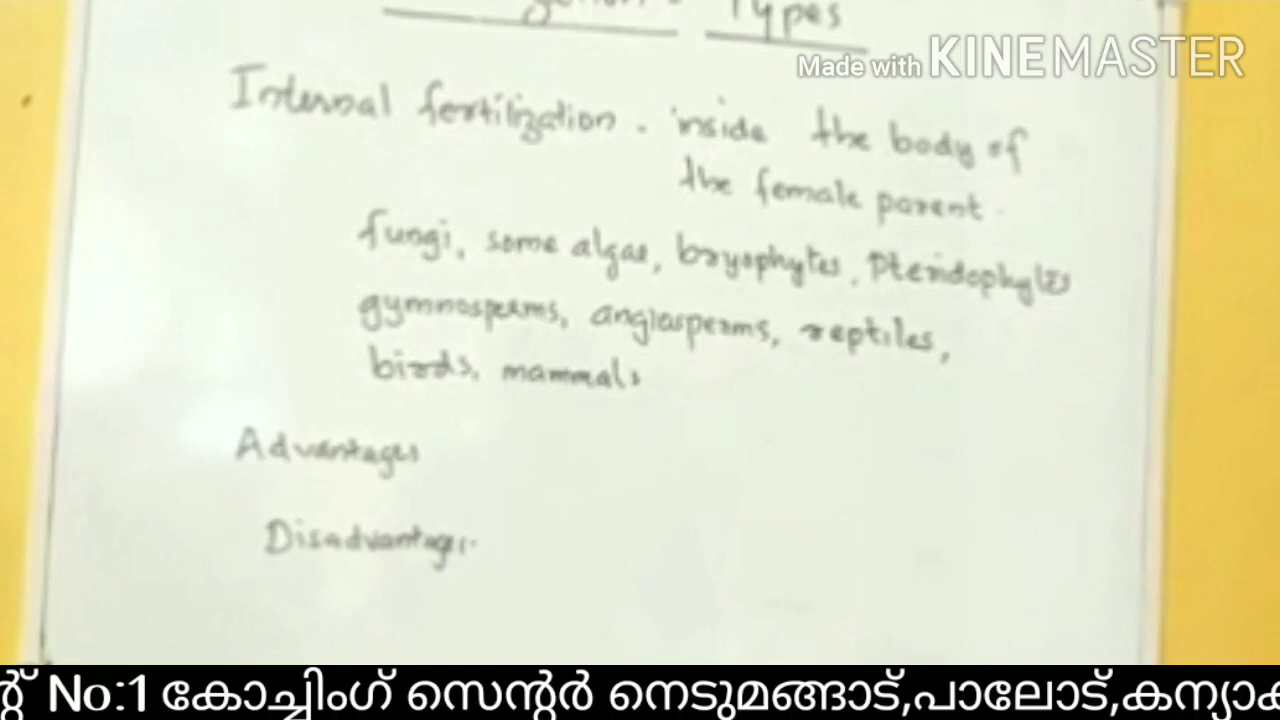 Types
Made with KINEMASTER
Internal fertilization . inside the body of
the female parent .
fungi, some algae, bryophytes, Pteridophytes
gymnosperms, angiosperms, reptiles,
birds, mammals
Advantages
Disadvantages.
No:1 കോച്ചിംഗ് സെന്റർ നെടുമങ്ങാട്,പാലോട്,